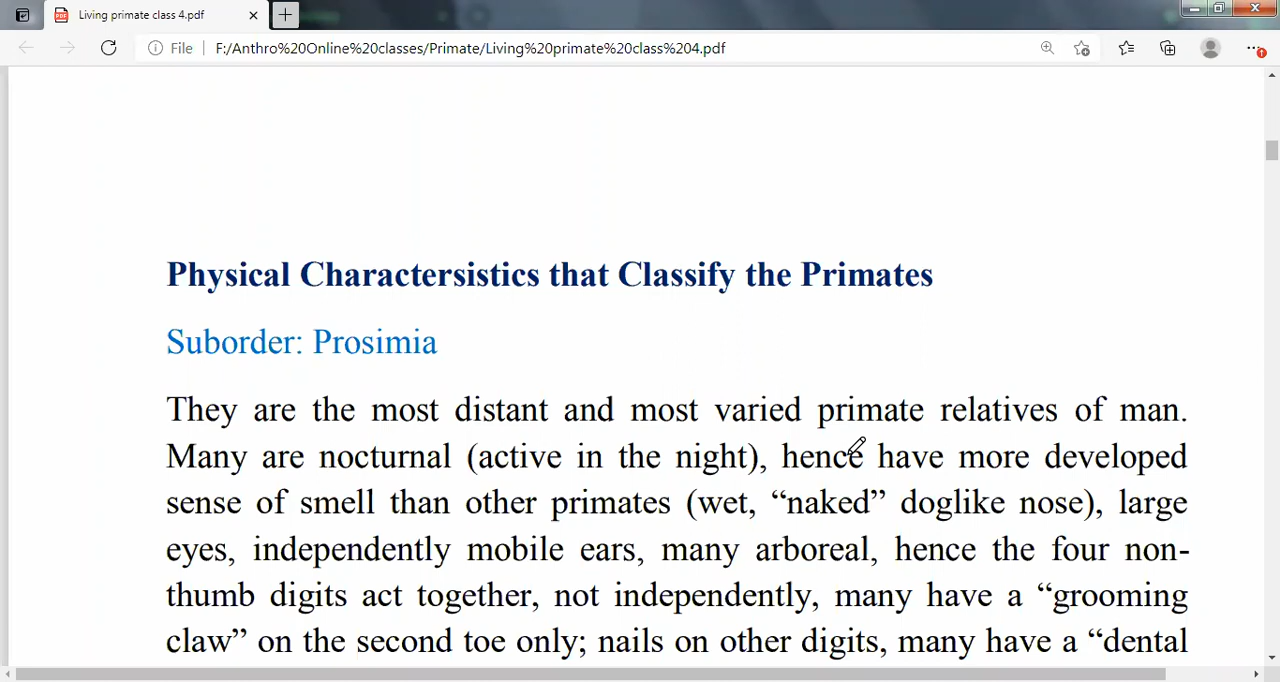 Living primate class 4.pdf
File F:/Anthro%20Online%20classes/Primate/Living%20primate%20class%204.pdf
Physical Charactersistics that Classify the Primates
Suborder: Prosimia
They are the most distant and most varied primate relatives of man.
Many are nocturnal (active in the night), hence have more developed
sense of smell than other primates (wet, “naked” doglike nose), large
eyes, independently mobile ears, many arboreal, hence the four non-
thumb digits act together, not independently, many have a “grooming
claw” on the second toe only; nails on other digits, many have a “dental